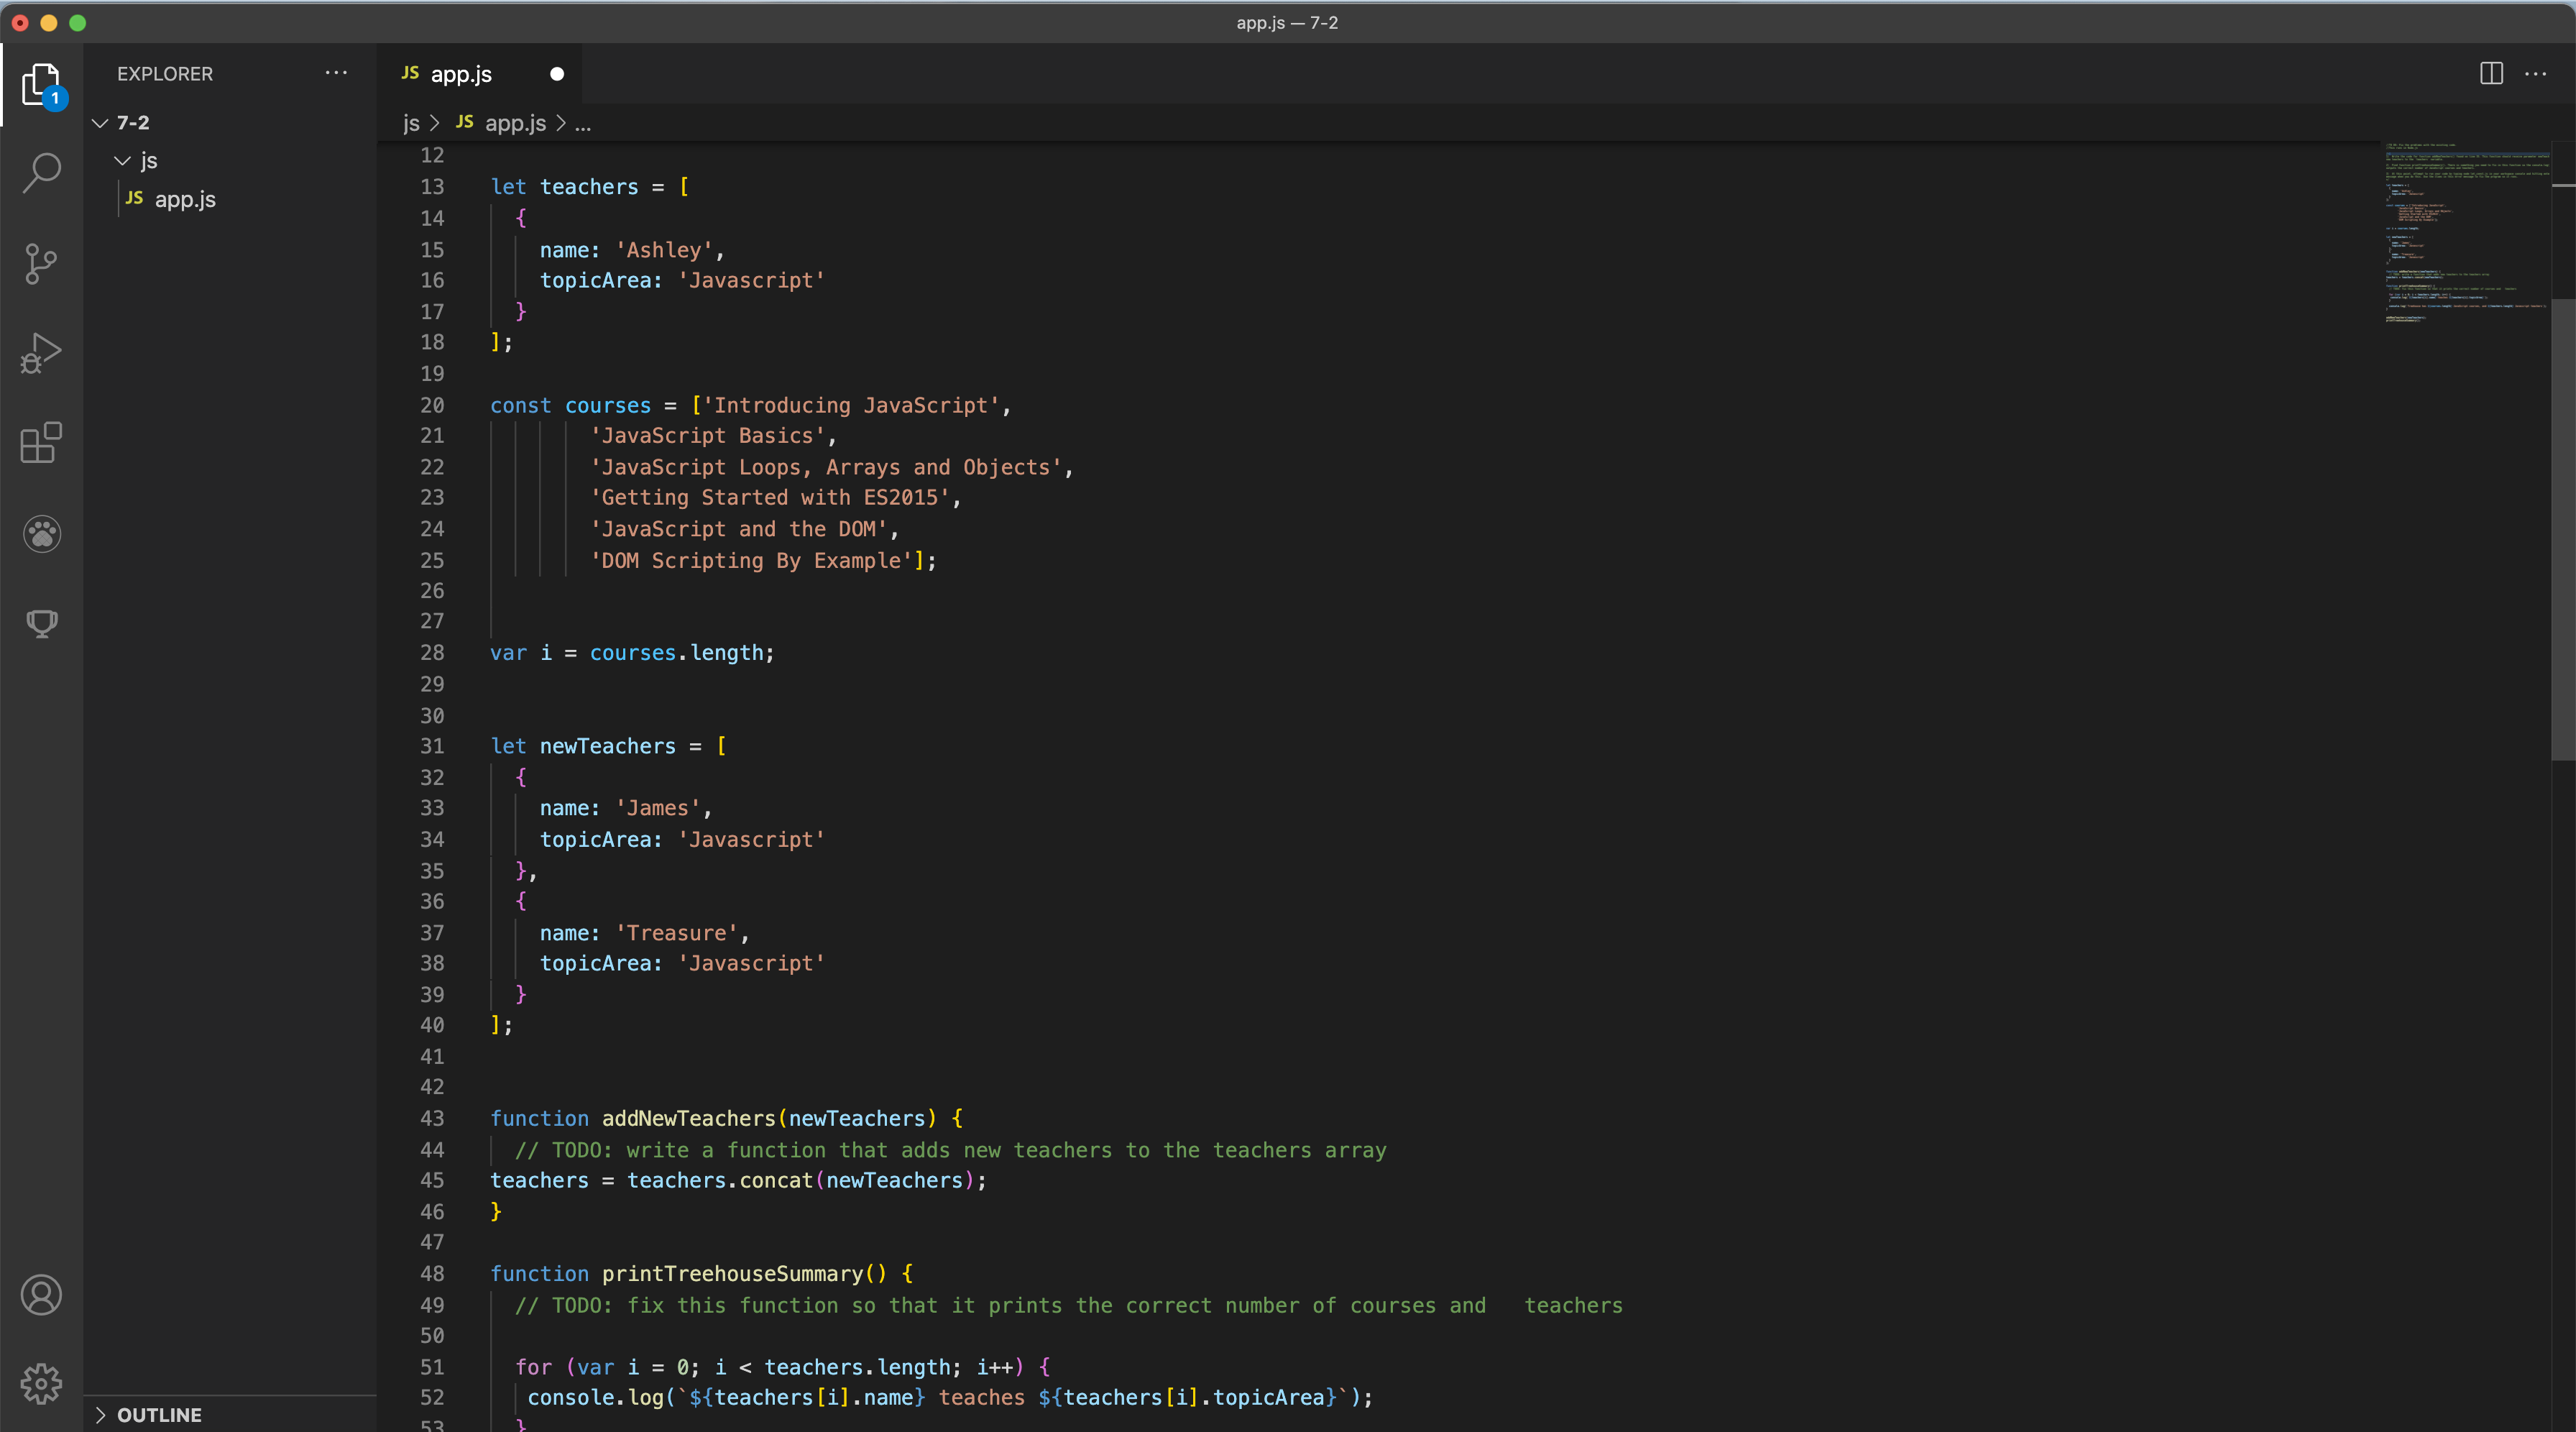 app.js — 7-2
EXPLORER
1
7-2
js
JS app.js
OUTLINE
JS app.js
js > JS app.js > ...
12
13 let teachers = [
14 {
15 name: 'Ashley',
16 topicArea: 'Javascript'
17 }
18 ];
19
20 const courses = ['Introducing JavaScript',
21 'JavaScript Basics',
22 'JavaScript Loops, Arrays and Objects',
23 'Getting Started with ES2015',
24 'JavaScript and the DOM',
25 'DOM Scripting By Example'];
26
27
28 var i = courses.length;
29
30
31 let newTeachers = [
32 {
33 name: 'James',
34 topicArea: 'Javascript'
35 },
36 {
37 name: 'Treasure',
38 topicArea: 'Javascript'
39 }
40 ];
41
42
43 function addNewTeachers(newTeachers) {
44 // TODO: write a function that adds new teachers to the teachers array
45 teachers = teachers.concat(newTeachers);
46 }
47
48 function printTreehouseSummary() {
49 // TODO: fix this function so that it prints the correct number of courses and   teachers
50
51 for (var i = 0; i < teachers.length; i++) {
52 console.log(`${teachers[i].name} teaches ${teachers[i].topicArea}`);
53 }